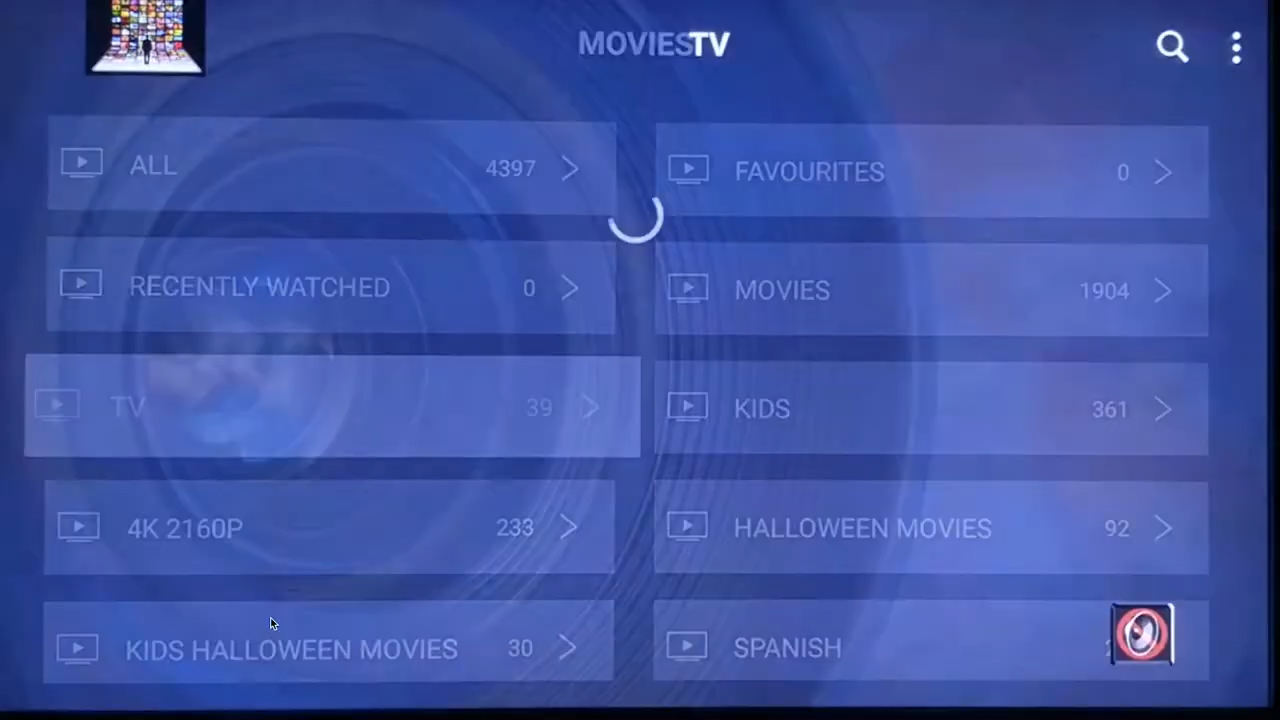 MOVIESTV
ALL 4397
FAVOURITES 0
RECENTLY WATCHED 0
MOVIES 1904
TV 39
KIDS 361
4K 2160P 233
HALLOWEEN MOVIES 92
KIDS HALLOWEEN MOVIES 30
SPANISH